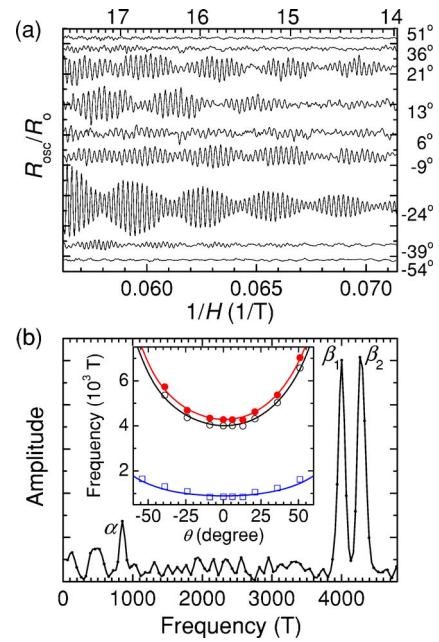 (a)
17 16 15 14
R_osc/R_o
51°
36°
21°
13°
6°
-9°
-24°
-39°
-54°
0.060 0.065 0.070
1/H (1/T)
(b)
Amplitude
Frequency (10³ T)
6
4
2
-50 -25 0 25 50
θ (degree)
β₁ β₂
α
0 1000 2000 3000 4000
Frequency (T)